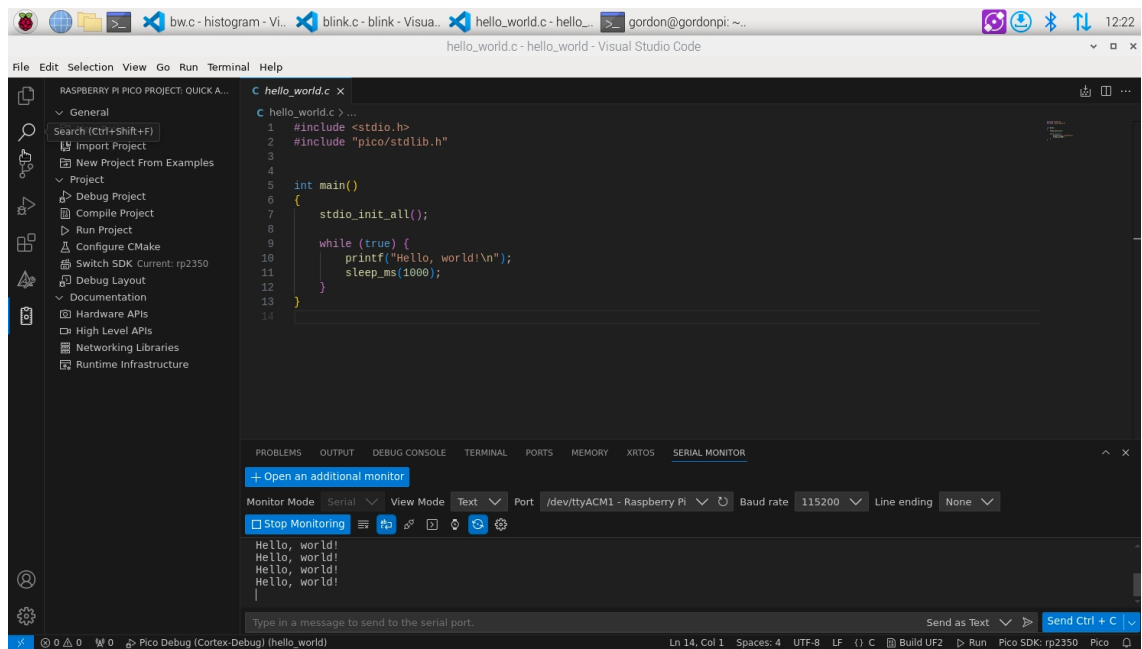 bw.c - histogram - Vi..
blink.c - blink - Visua..
hello_world.c - hello_..
gordon@gordonpi: ~..
12:22
hello_world.c - hello_world - Visual Studio Code
File Edit Selection View Go Run Terminal Help
RASPBERRY PI PICO PROJECT: QUICK A...
General
Search (Ctrl+Shift+F)
Import Project
New Project From Examples
Project
Debug Project
Compile Project
Run Project
Configure CMake
Switch SDK Current: rp2350
Debug Layout
Documentation
Hardware APIs
High Level APIs
Networking Libraries
Runtime Infrastructure
C hello_world.c ×
C hello_world.c > ...
1 #include <stdio.h>
2 #include "pico/stdlib.h"
3
4
5 int main()
6 {
7 stdio_init_all();
8
9 while (true) {
10 printf("Hello, world!\n");
11 sleep_ms(1000);
12 }
13 }
14
PROBLEMS OUTPUT DEBUG CONSOLE TERMINAL PORTS MEMORY XRTOS SERIAL MONITOR
+ Open an additional monitor
Monitor Mode Serial View Mode Text Port /dev/ttyACM1 - Raspberry Pi Baud rate 115200 Line ending None
Stop Monitoring
Hello, world!
Hello, world!
Hello, world!
Hello, world!
Type in a message to send to the serial port.
Send as Text
Send Ctrl + C
0 0 0 Pico Debug (Cortex-Debug) (hello_world)
Ln 14, Col 1 Spaces: 4 UTF-8 LF {} C Build UF2 Run Pico SDK: rp2350 Pico